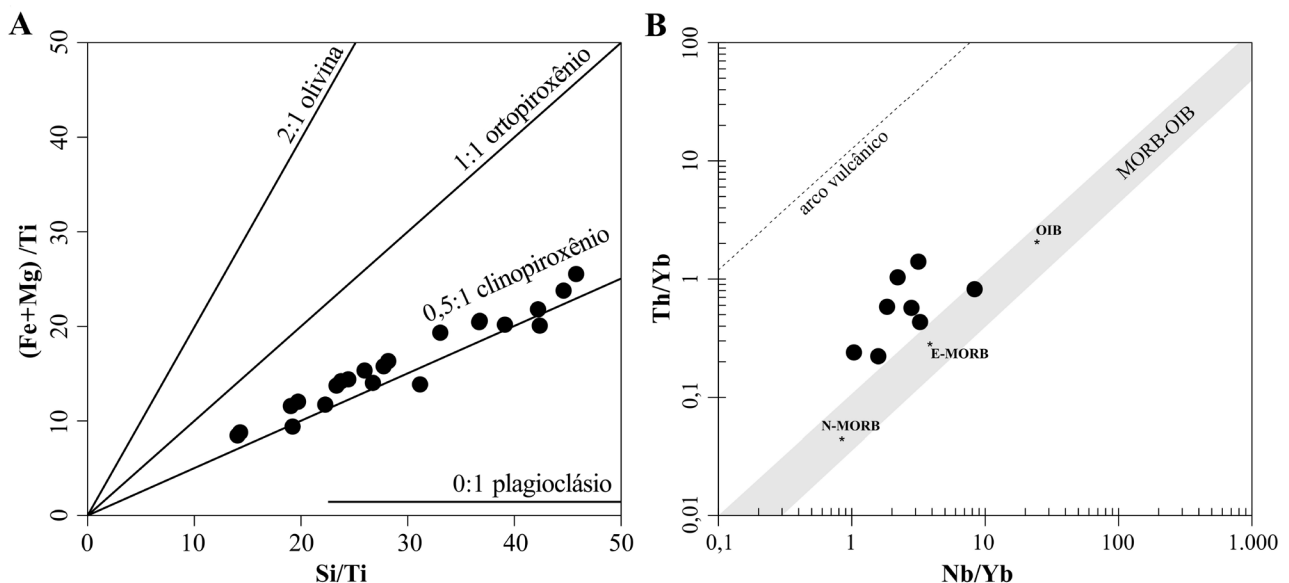 A
50
40
30
20
10
0
(Fe+Mg) /Ti
2:1 olivina
1:1 ortopiroxênio
0,5:1 clinopiroxênio
0:1 plagioclásio
0 10 20 30 40 50
Si/Ti
B
100
10
1
0,1
0,01
Th/Yb
arco vulcânico
MORB-OIB
OIB
*
*
E-MORB
N-MORB
*
0,1 1 10 100 1.000
Nb/Yb